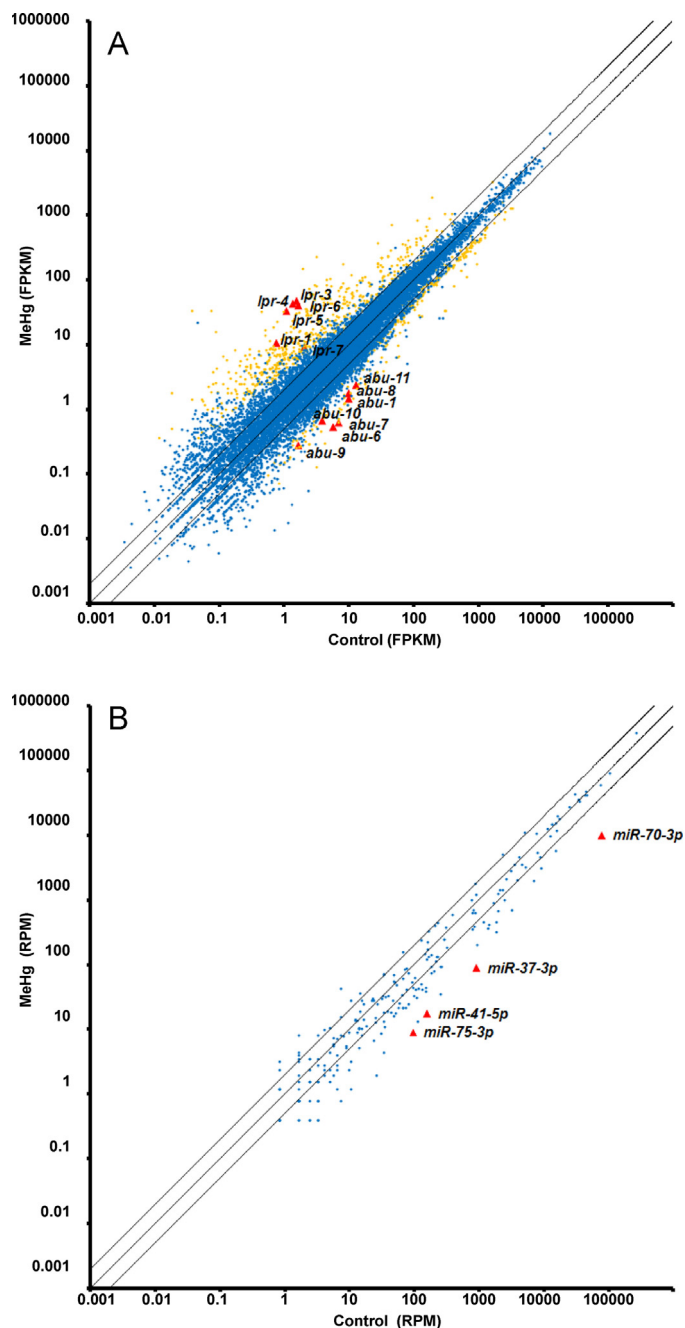 A
1000000
100000
10000
1000
100
10
1
0.1
0.01
0.001
MeHg (FPKM)
lpr-3
lpr-4
lpr-6
lpr-5
lpr-1
lpr-7
abu-11
abu-8
abu-1
abu-10
abu-7
abu-6
abu-9
0.001 0.01 0.1 1 10 100 1000 10000 100000
Control (FPKM)
B
1000000
100000
10000
1000
100
10
1
0.1
0.01
0.001
MeHg (RPM)
miR-70-3p
miR-37-3p
miR-41-5p
miR-75-3p
0.001 0.01 0.1 1 10 100 1000 10000 100000
Control (RPM)